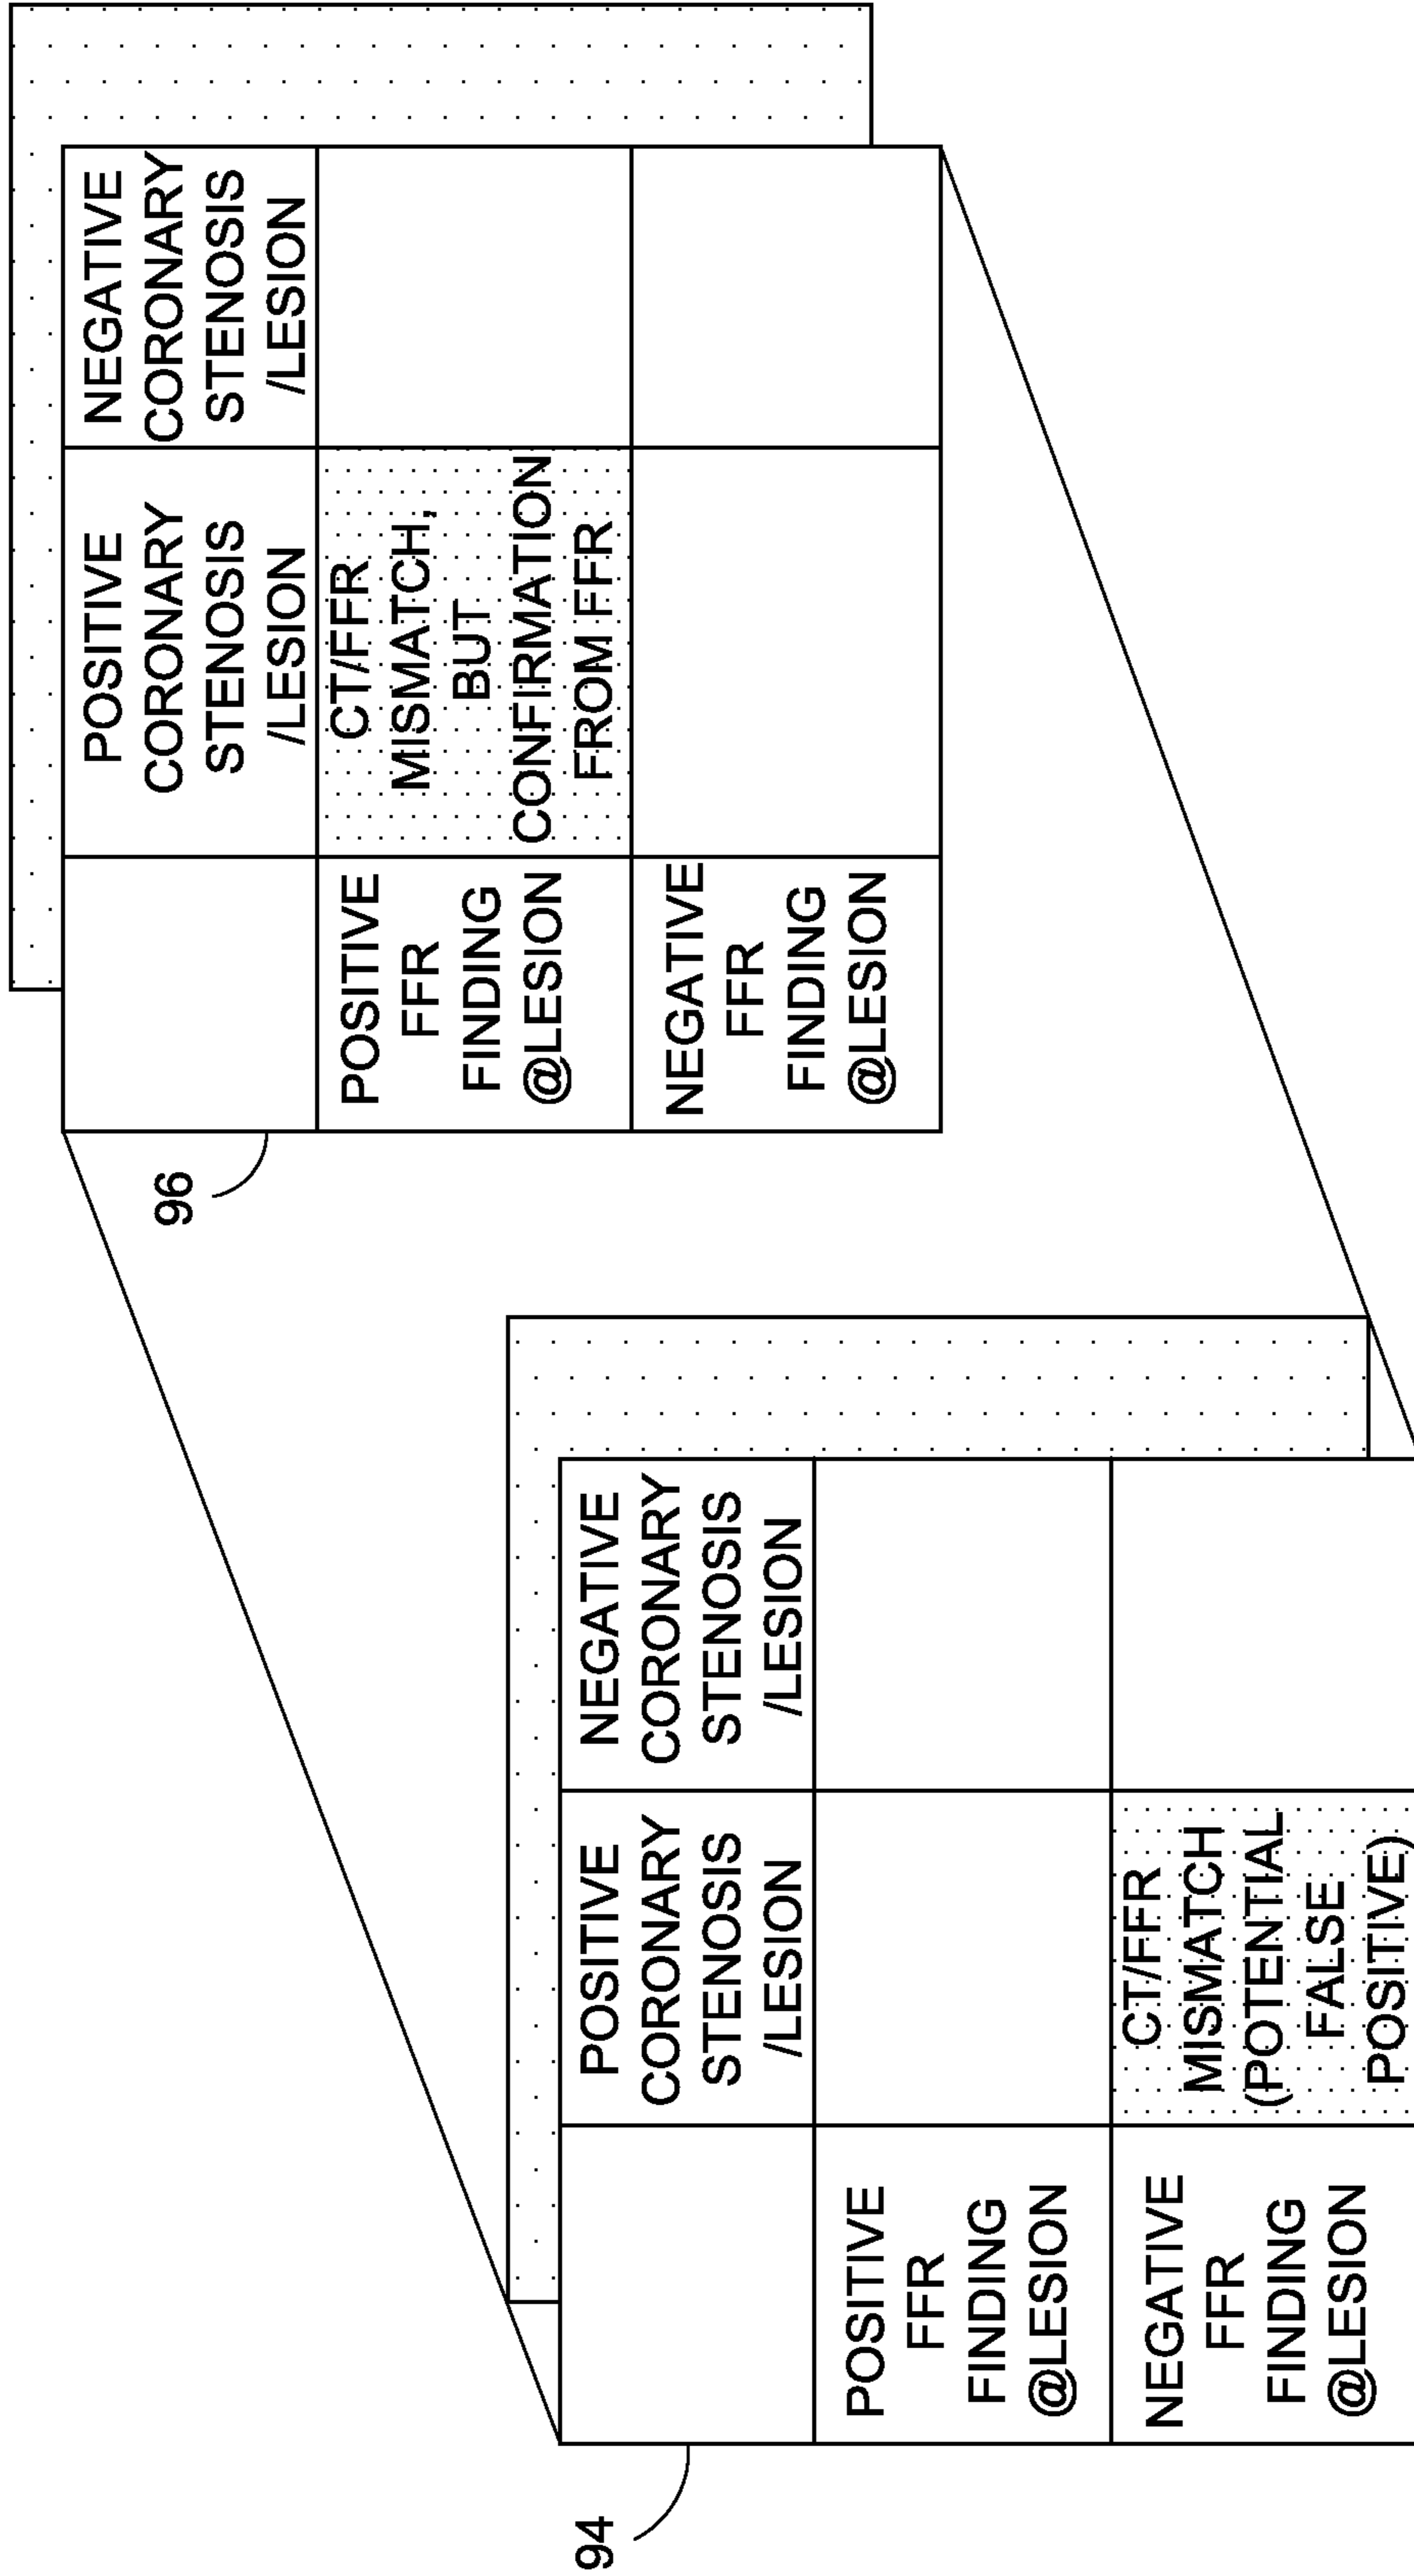 94
POSITIVE
CORONARY
STENOSIS
/LESION
NEGATIVE
CORONARY
STENOSIS
/LESION
POSITIVE
FFR
FINDING
@LESION
NEGATIVE
FFR
FINDING
@LESION
CT/FFR
MISMATCH
(POTENTIAL
FALSE
POSITIVE)
96
POSITIVE
CORONARY
STENOSIS
/LESION
NEGATIVE
CORONARY
STENOSIS
/LESION
POSITIVE
FFR
FINDING
@LESION
CT/FFR
MISMATCH,
BUT
CONFIRMATION
FROM FFR
NEGATIVE
FFR
FINDING
@LESION